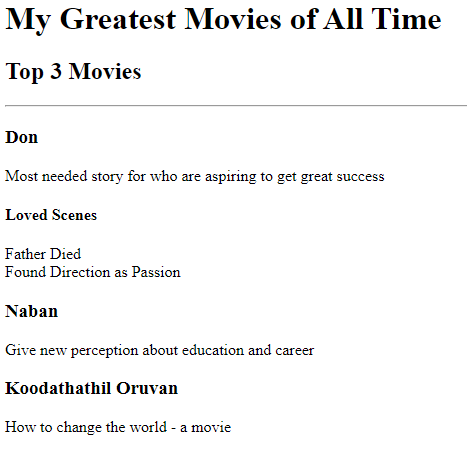 My Greatest Movies of All Time
Top 3 Movies
Don
Most needed story for who are aspiring to get great success
Loved Scenes
Father Died
Found Direction as Passion
Naban
Give new perception about education and career
Koodathathil Oruvan
How to change the world - a movie